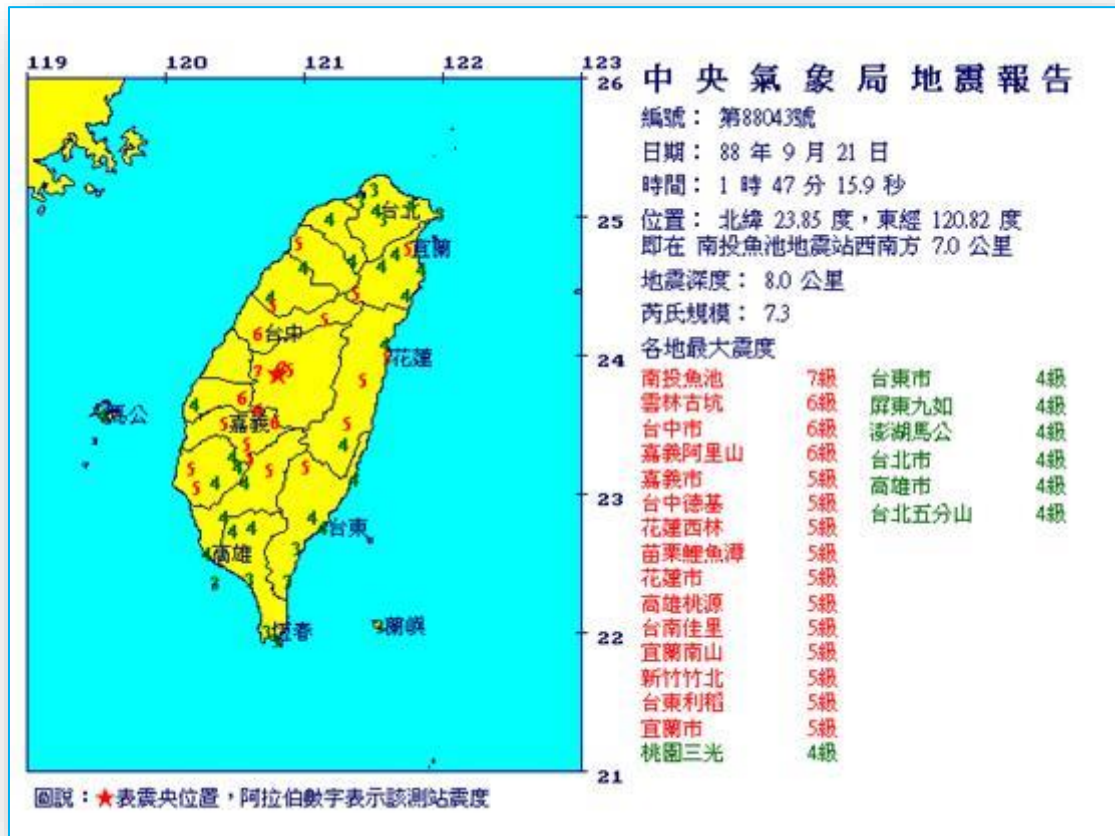 119 120 121 122 123
26
25
24
23
22
21
台北
宜蘭
台中
花蓮
馬公
嘉義
台東
高雄
恆春
蘭嶼
圖說：★表震央位置，阿拉伯數字表示該測站震度
中央氣象局地震報告
編號： 第88043號
日期： 88 年 9 月 21 日
時間： 1 時 47 分 15.9 秒
位置： 北緯 23.85 度，東經 120.82 度
即在 南投魚池地震站西南方 7.0 公里
地震深度： 8.0 公里
芮氏規模： 7.3
各地最大震度
南投魚池 7級
雲林古坑 6級
台中市 6級
嘉義阿里山 6級
嘉義市 5級
台中德基 5級
花蓮西林 5級
苗栗鯉魚潭 5級
花蓮市 5級
高雄桃源 5級
台南佳里 5級
宜蘭南山 5級
新竹竹北 5級
台東利稻 5級
宜蘭市 5級
桃園三光 4級
台東市 4級
屏東九如 4級
澎湖馬公 4級
台北市 4級
高雄市 4級
台北五分山 4級